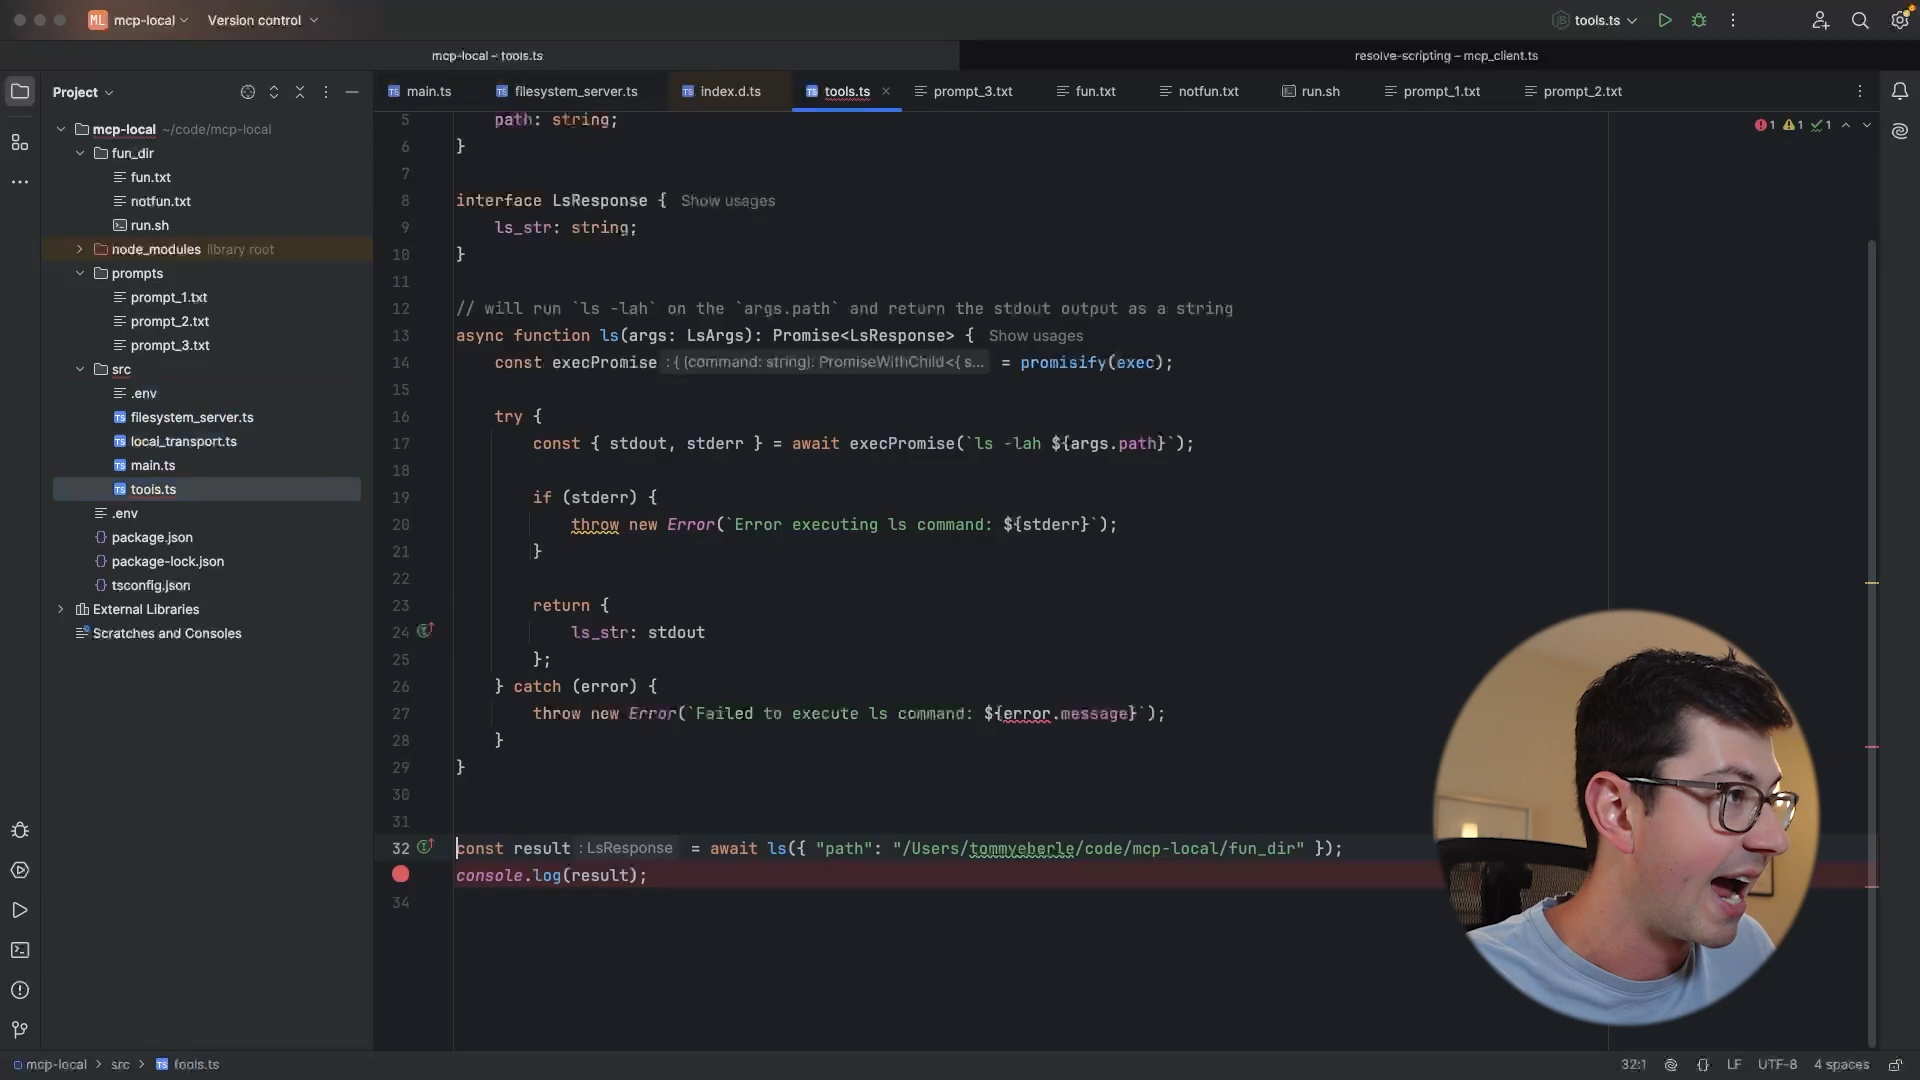 ML mcp-local Version control tools.ts
mcp-local – tools.ts resolve-scripting – mcp_client.ts
Project
main.ts filesystem_server.ts index.d.ts tools.ts prompt_3.txt fun.txt notfun.txt run.sh prompt_1.txt prompt_2.txt
mcp-local ~/code/mcp-local
fun_dir
fun.txt
notfun.txt
run.sh
node_modules library root
prompts
prompt_1.txt
prompt_2.txt
prompt_3.txt
src
.env
filesystem_server.ts
local_transport.ts
main.ts
tools.ts
.env
package.json
package-lock.json
tsconfig.json
External Libraries
Scratches and Consoles
1 1 1
5 path: string;
6 }
7
8 interface LsResponse { Show usages
9 ls_str: string;
10 }
11
12 // will run `ls -lah` on the `args.path` and return the stdout output as a string
13 async function ls(args: LsArgs): Promise<LsResponse> { Show usages
14 const execPromise : { (command: string): PromiseWithChild<{ s... = promisify(exec);
15
16 try {
17 const { stdout, stderr } = await execPromise(`ls -lah ${args.path}`);
18
19 if (stderr) {
20 throw new Error(`Error executing ls command: ${stderr}`);
21 }
22
23 return {
24 ls_str: stdout
25 };
26 } catch (error) {
27 throw new Error(`Failed to execute ls command: ${error.message}`);
28 }
29 }
30
31
32 const result : LsResponse = await ls({ "path": "/Users/tommyeberle/code/mcp-local/fun_dir" });
console.log(result);
34
mcp-local > src > tools.ts 32:1 LF UTF-8 4 spaces